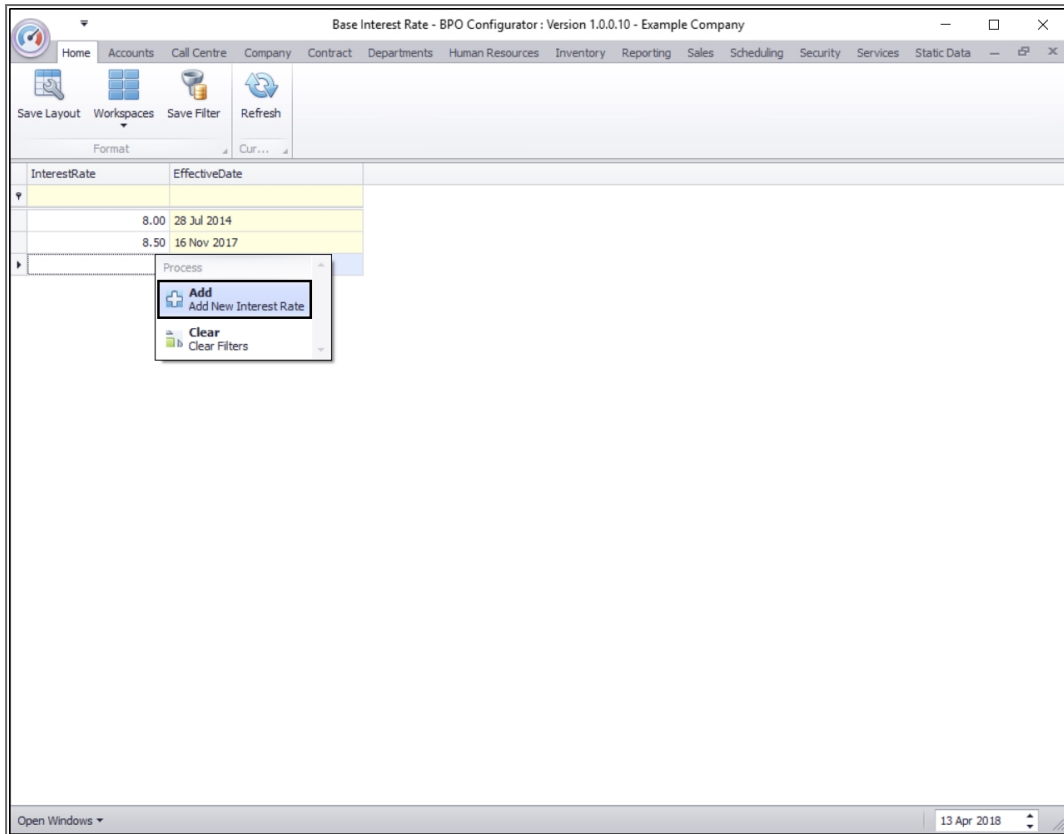 Base Interest Rate - BPO Configurator : Version 1.0.0.10 - Example Company
Home Accounts Call Centre Company Contract Departments Human Resources Inventory Reporting Sales Scheduling Security Services Static Data
Save Layout Workspaces Save Filter Refresh
Format Cur...
InterestRate EffectiveDate
8.00 28 Jul 2014
8.50 16 Nov 2017
Process
Add
Add New Interest Rate
Clear
Clear Filters
Open Windows 13 Apr 2018